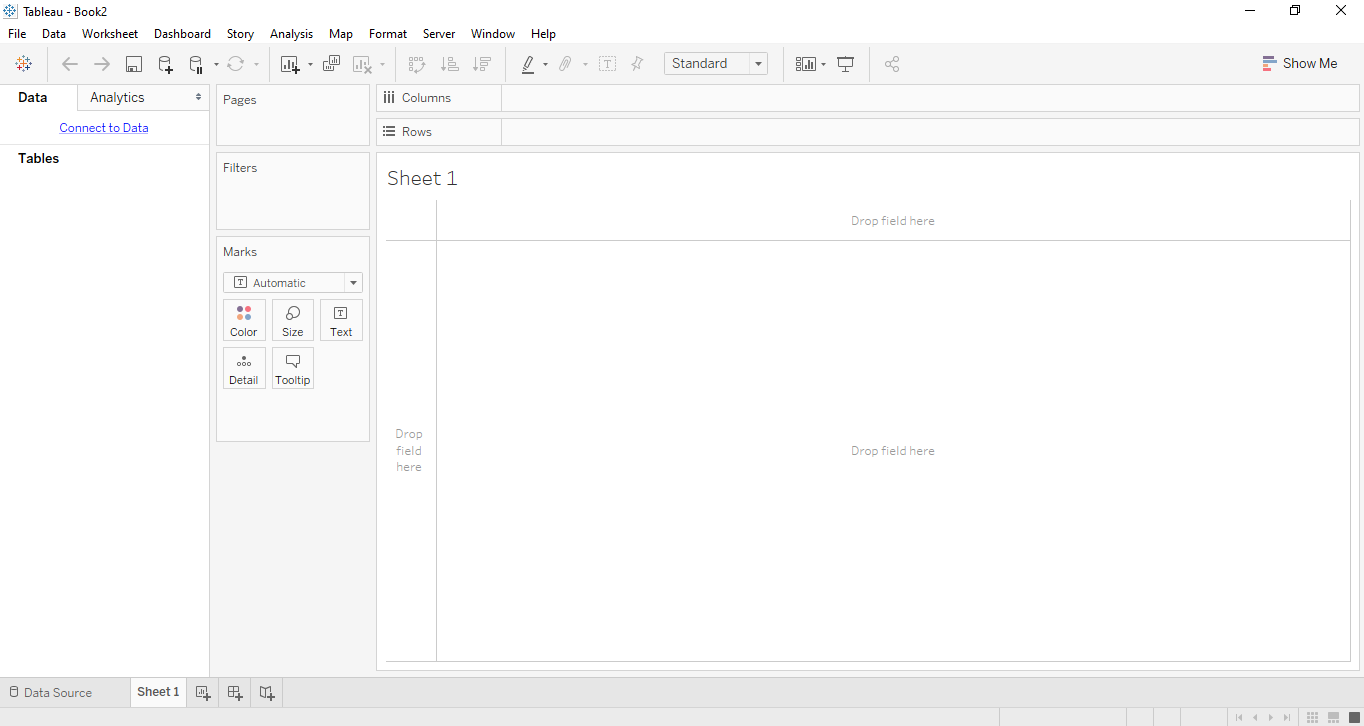 Tableau - Book2
File Data Worksheet Dashboard Story Analysis Map Format Server Window Help
Standard
Show Me
Data Analytics
Connect to Data
Tables
Pages
Filters
Marks
T Automatic
Color Size T Text
Detail Tooltip
Columns
Rows
Sheet 1
Drop field here
Drop
field
here
Drop field here
Data Source Sheet 1